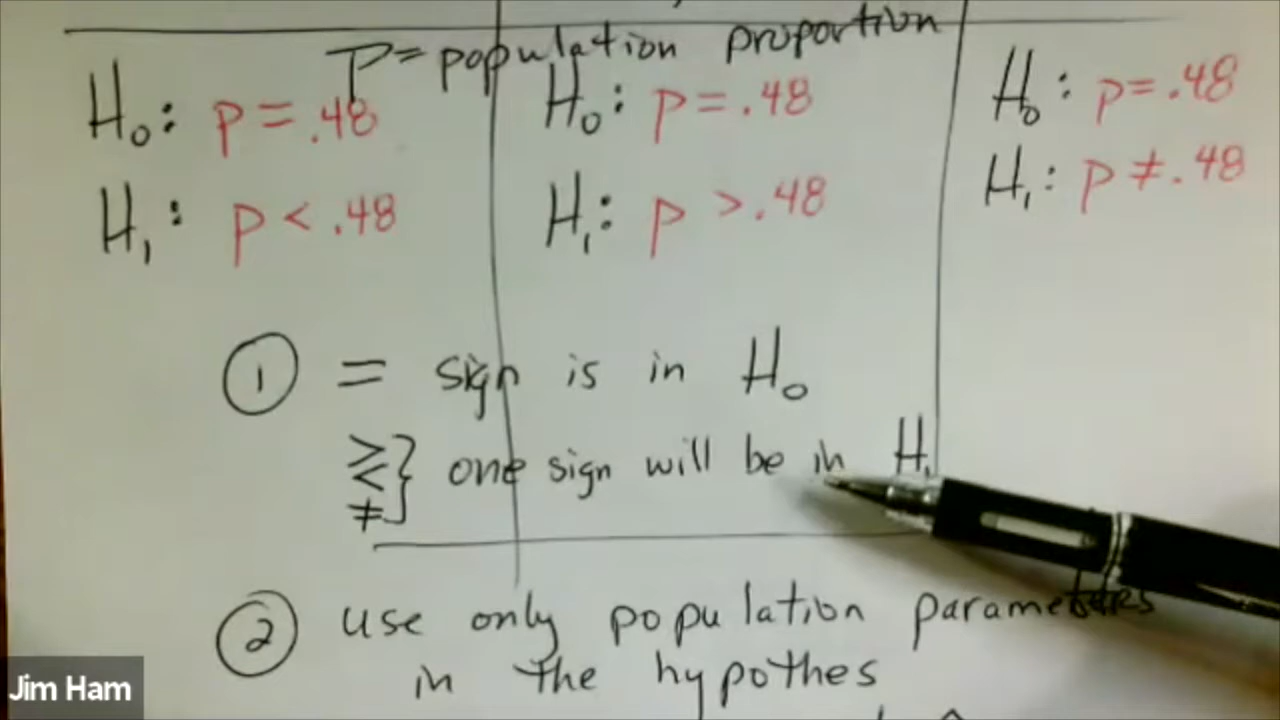 P = population proportion
H₀: p = .48
H₁: p < .48
H₀: p = .48
H₁: p > .48
H₀: p = .48
H₁: p ≠ .48
① = sign is in H₀
>
<
≠ } one sign will be in H₁
② use only population parameters
in the hypothes
Jim Ham